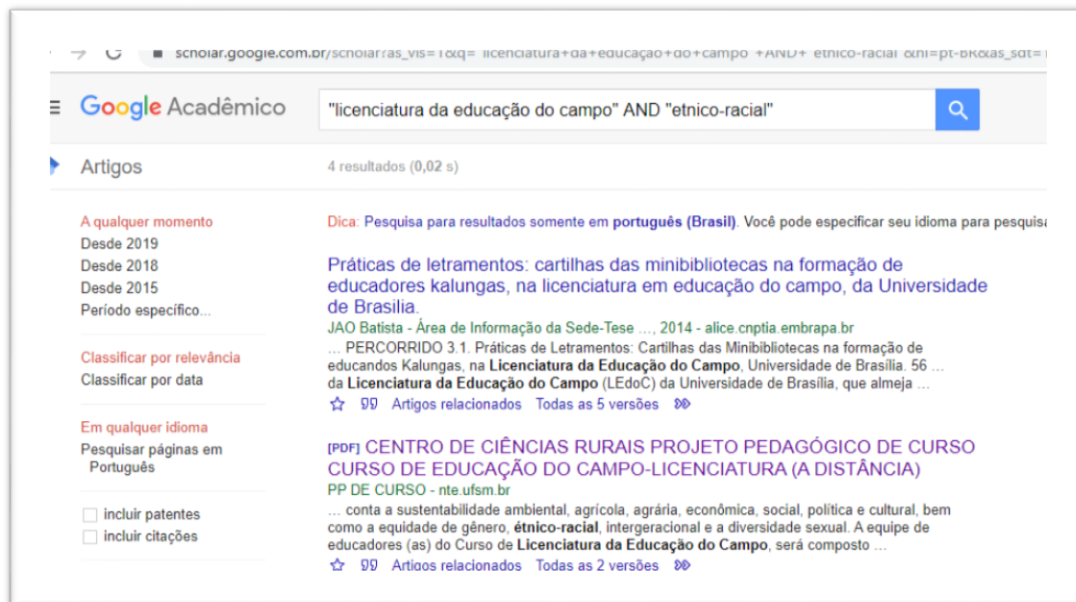 scholar.google.com.br/scholar?as_vis=1&q="licenciatura+da+educação+do+campo"+AND+"etnico-racial"&hl=pt-BR&as_sdt=
Google Acadêmico
"licenciatura da educação do campo" AND "etnico-racial"
Artigos
4 resultados (0,02 s)
A qualquer momento
Desde 2019
Desde 2018
Desde 2015
Período específico...
Classificar por relevância
Classificar por data
Em qualquer idioma
Pesquisar páginas em
Português
incluir patentes
incluir citações
Dica: Pesquisa para resultados somente em português (Brasil). Você pode especificar seu idioma para pesquisa
Práticas de letramentos: cartilhas das minibibliotecas na formação de
educadores kalungas, na licenciatura em educação do campo, da Universidade
de Brasilia.
JAO Batista - Área de Informação da Sede-Tese …, 2014 - alice.cnptia.embrapa.br
… PERCORRIDO 3.1. Práticas de Letramentos: Cartilhas das Minibibliotecas na formação de
educandos Kalungas, na Licenciatura da Educação do Campo, Universidade de Brasília. 56 …
da Licenciatura da Educação do Campo (LEdoC) da Universidade de Brasília, que almeja …
Artigos relacionados Todas as 5 versões
[PDF] CENTRO DE CIÊNCIAS RURAIS PROJETO PEDAGÓGICO DE CURSO
CURSO DE EDUCAÇÃO DO CAMPO-LICENCIATURA (A DISTÂNCIA)
PP DE CURSO - nte.ufsm.br
… conta a sustentabilidade ambiental, agrícola, agrária, econômica, social, política e cultural, bem
como a equidade de gênero, étnico-racial, intergeracional e a diversidade sexual. A equipe de
educadores (as) do Curso de Licenciatura da Educação do Campo, será composto …
Artigos relacionados Todas as 2 versões